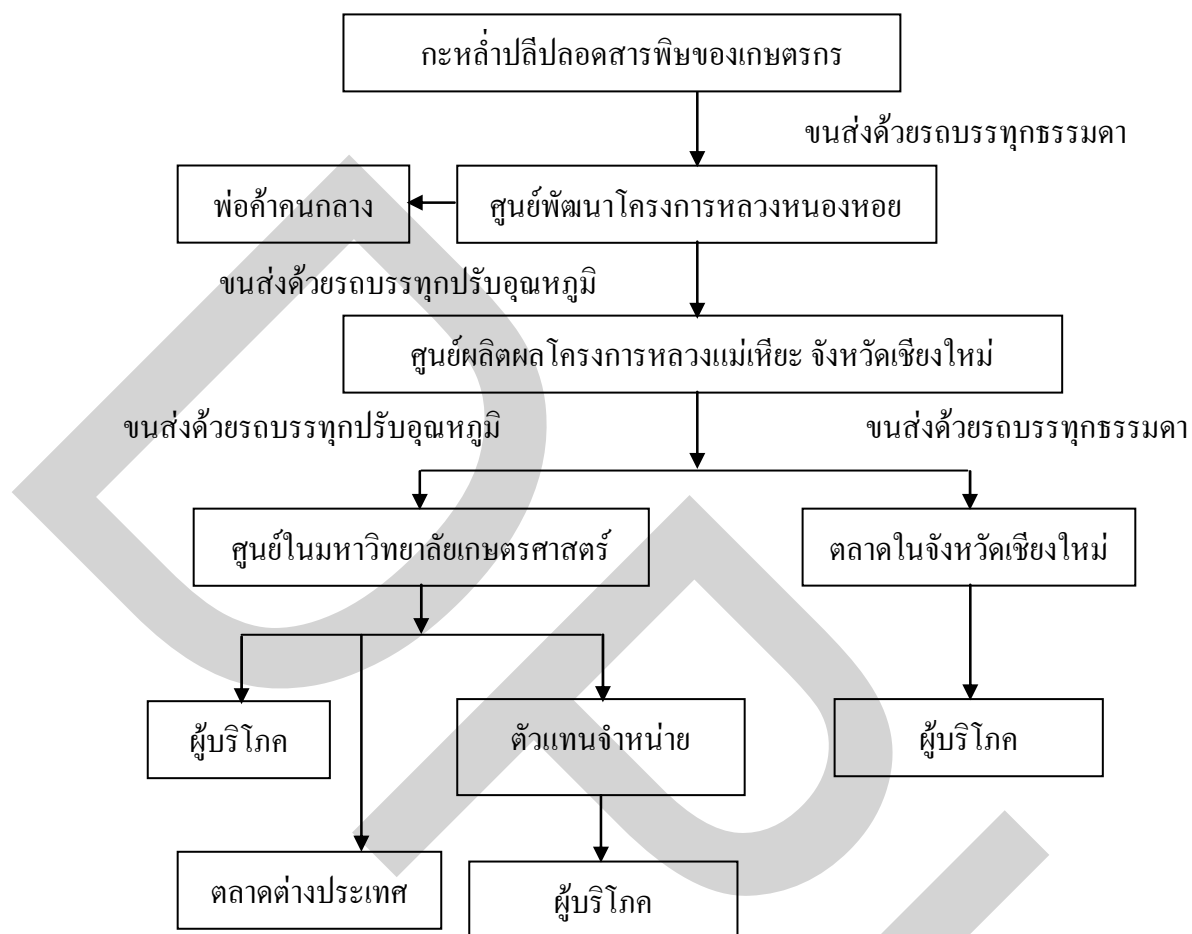 กะหล่ำปลีปลอดสารพิษของเกษตรกร
ขนส่งด้วยรถบรรทุกธรรมดา
พ่อค้าคนกลาง
ศูนย์พัฒนาโครงการหลวงหนองหอย
ขนส่งด้วยรถบรรทุกปรับอุณหภูมิ
ศูนย์ผลิตผลโครงการหลวงแม่เหียะ จังหวัดเชียงใหม่
ขนส่งด้วยรถบรรทุกปรับอุณหภูมิ
ขนส่งด้วยรถบรรทุกธรรมดา
ศูนย์ในมหาวิทยาลัยเกษตรศาสตร์
ตลาดในจังหวัดเชียงใหม่
ผู้บริโภค
ตัวแทนจำหน่าย
ผู้บริโภค
ตลาดต่างประเทศ
ผู้บริโภค